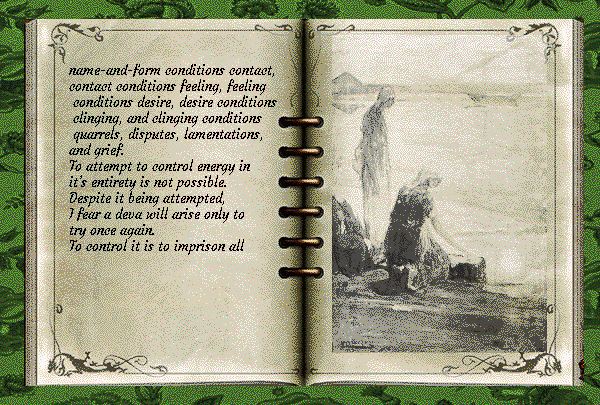 name-and-form conditions contact,
contact conditions feeling, feeling
conditions desire, desire conditions
clinging, and clinging conditions
quarrels, disputes, lamentations,
and grief.
To attempt to control energy in
it's entirety is not possible.
Despite it being attempted,
I fear a deva will arise only to
try once again.
To control it is to imprison all